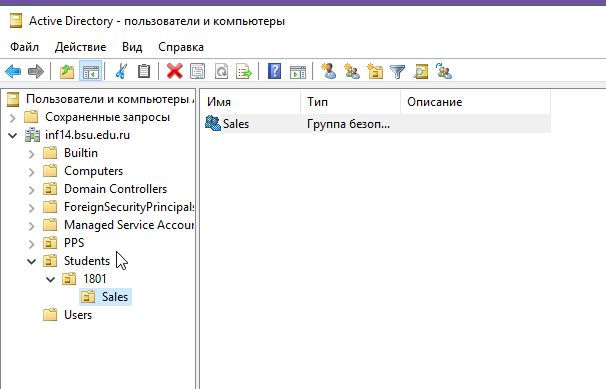 Active Directory - пользователи и компьютеры
Файл Действие Вид Справка
Пользователи и компьютеры
Сохраненные запросы
inf14.bsu.edu.ru
Builtin
Computers
Domain Controllers
ForeignSecurityPrincipals
Managed Service Accoun
PPS
Students
1801
Sales
Users
Имя Тип Описание
Sales Группа безоп...